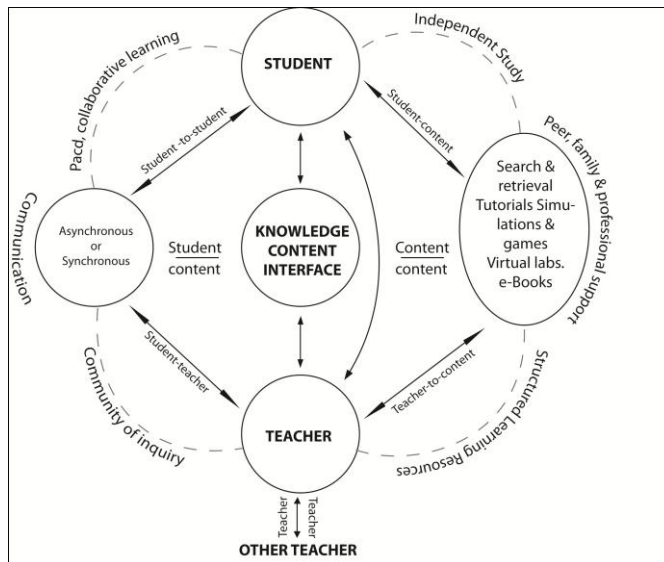 Independent Study
STUDENT
Pacd, collaborative learning
Student -to-student
Student-content
Peer, family & professional support
Search &
retrieval
Tutorials Simu-
lations &
games
Virtual labs.
e-Books
Communication
Asynchronous
or
Synchronous
Student
content
KNOWLEDGE
CONTENT
INTERFACE
Content
content
Student-teacher
Teacher-to-content
Community of inquiry
Structured Learning Resources
TEACHER
Teacher
Teacher
OTHER TEACHER